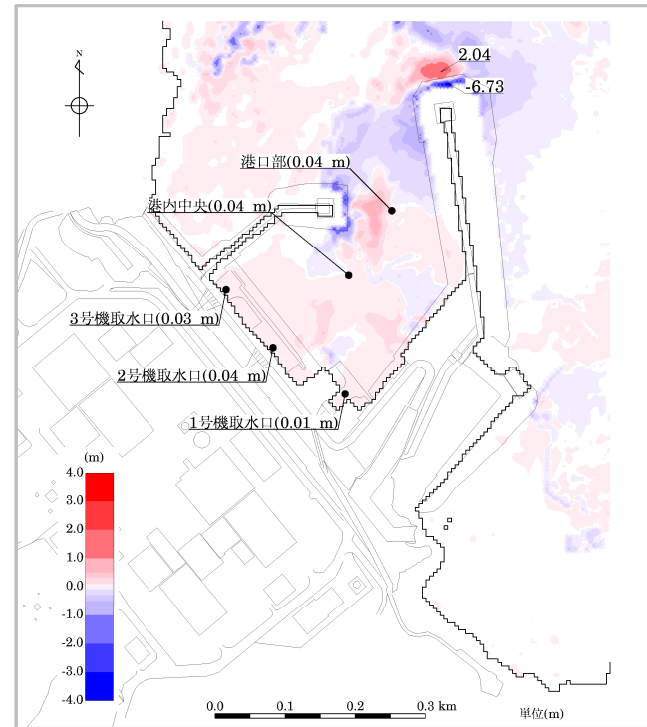 N
2.04
-6.73
港口部(0.04 m)
港内中央(0.04 m)
3号機取水口(0.03 m)
2号機取水口(0.04 m)
1号機取水口(0.01 m)
(m)
4.0
3.0
2.0
1.0
0.0
-1.0
-2.0
-3.0
-4.0
0.0 0.1 0.2 0.3 km
単位(m)